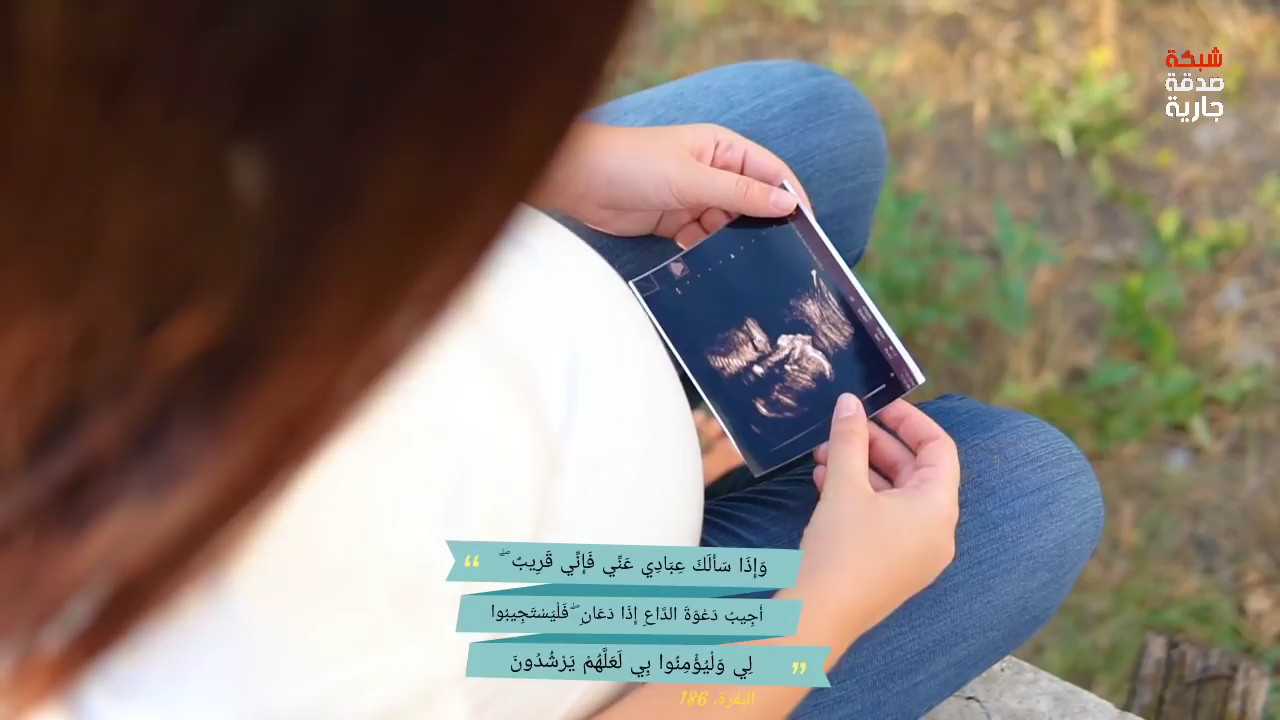 شبكة
صدقة
جارية
“ وَإِذَا سَأَلَكَ عِبَادِي عَنِّي فَإِنِّي قَرِيبٌ ۖ
أُجِيبُ دَعْوَةَ الدَّاعِ إِذَا دَعَانِ ۖ فَلْيَسْتَجِيبُوا
لِي وَلْيُؤْمِنُوا بِي لَعَلَّهُمْ يَرْشُدُونَ ”
البقرة، 186